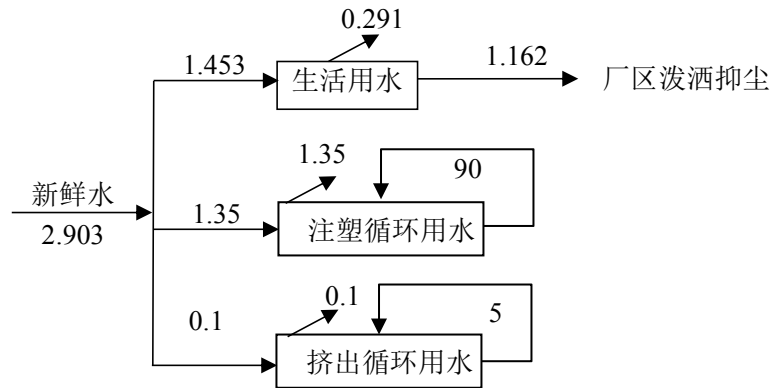 0.291
1.453
生活用水
1.162
厂区泼洒抑尘
1.35
90
新鲜水
2.903
1.35
注塑循环用水
0.1
0.1
5
挤出循环用水